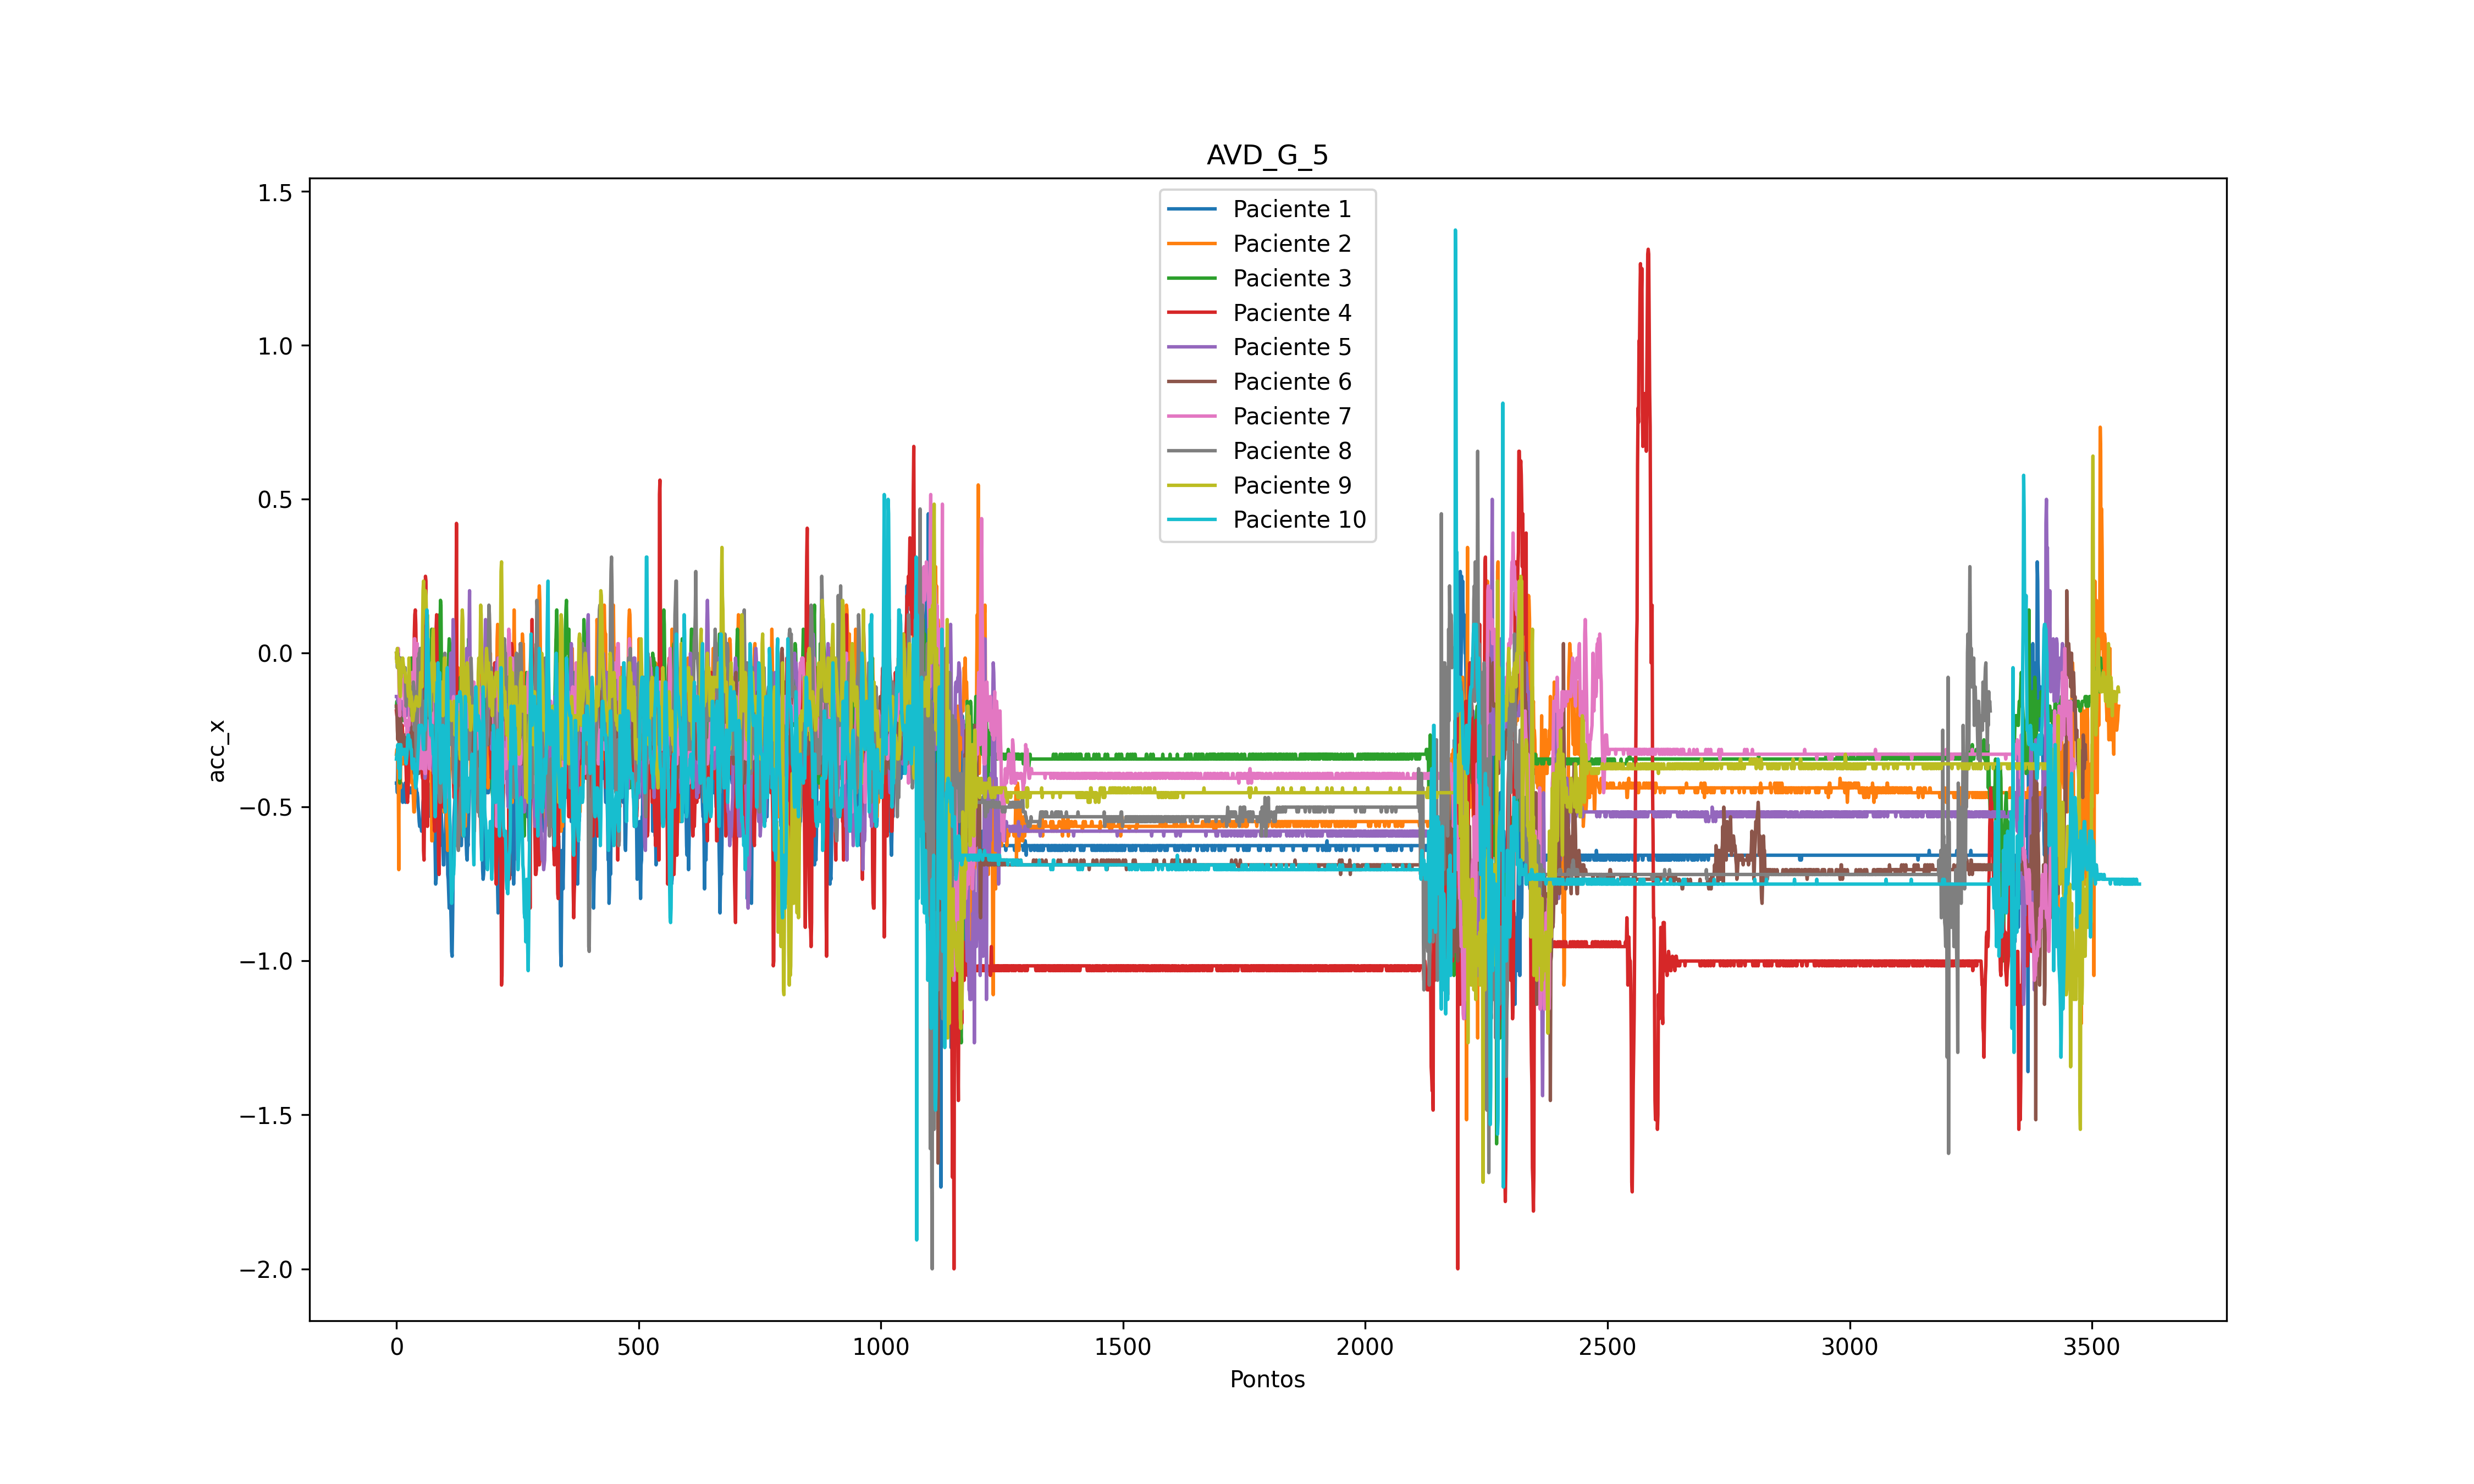 AVD_G_5
1.5
1.0
0.5
0.0
−0.5
−1.0
−1.5
−2.0
acc_x
Paciente 1
Paciente 2
Paciente 3
Paciente 4
Paciente 5
Paciente 6
Paciente 7
Paciente 8
Paciente 9
Paciente 10
0 500 1000 1500 2000 2500 3000 3500
Pontos